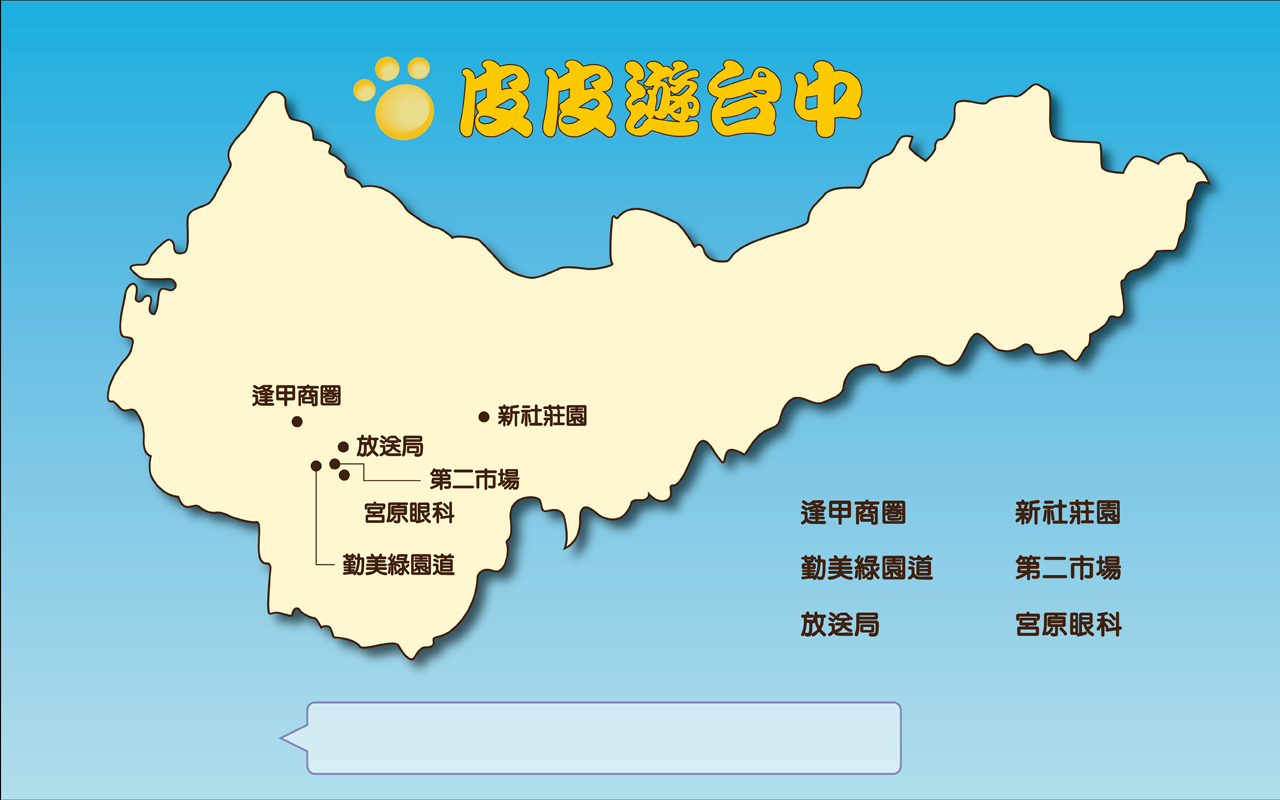 皮皮遊台中
逢甲商圈
新社莊園
放送局
第二市場
宮原眼科
勤美綠園道
逢甲商圈
新社莊園
勤美綠園道
第二市場
放送局
宮原眼科